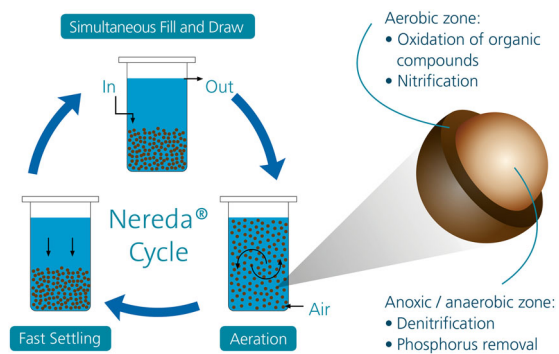 Simultaneous Fill and Draw
In
Out
Nereda®
Cycle
Air
Fast Settling
Aeration
Aerobic zone:
• Oxidation of organic
compounds
• Nitrification
Anoxic / anaerobic zone:
• Denitrification
• Phosphorus removal